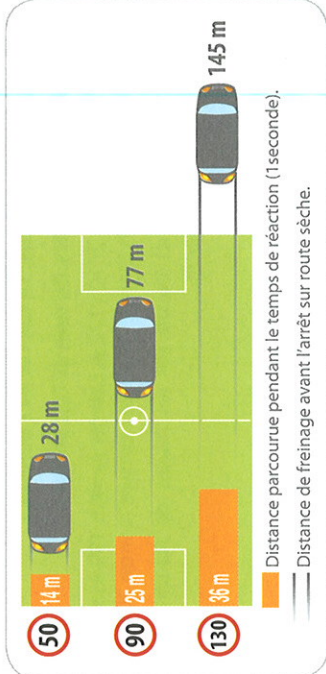 50
14 m
28 m
90
25 m
77 m
130
36 m
145 m
Distance parcourue pendant le temps de réaction (1seconde).
Distance de freinage avant l'arrêt sur route sèche.